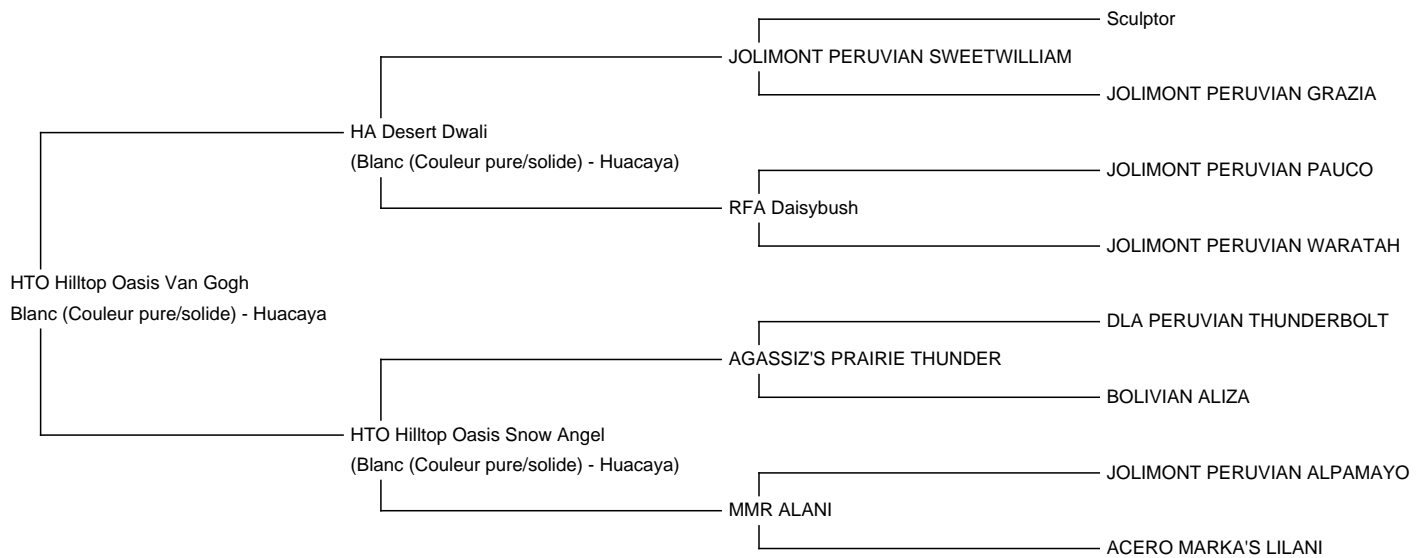 Sculptor
JOLIMONT PERUVIAN SWEETWILLIAM
JOLIMONT PERUVIAN GRAZIA
HA Desert Dwali
(Blanc (Couleur pure/solide) - Huacaya)
JOLIMONT PERUVIAN PAUCO
RFA Daisybush
JOLIMONT PERUVIAN WARATAH
HTO Hilltop Oasis Van Gogh
Blanc (Couleur pure/solide) - Huacaya
DLA PERUVIAN THUNDERBOLT
AGASSIZ'S PRAIRIE THUNDER
BOLIVIAN ALIZA
HTO Hilltop Oasis Snow Angel
(Blanc (Couleur pure/solide) - Huacaya)
JOLIMONT PERUVIAN ALPAMAYO
MMR ALANI
ACERO MARKA'S LILANI